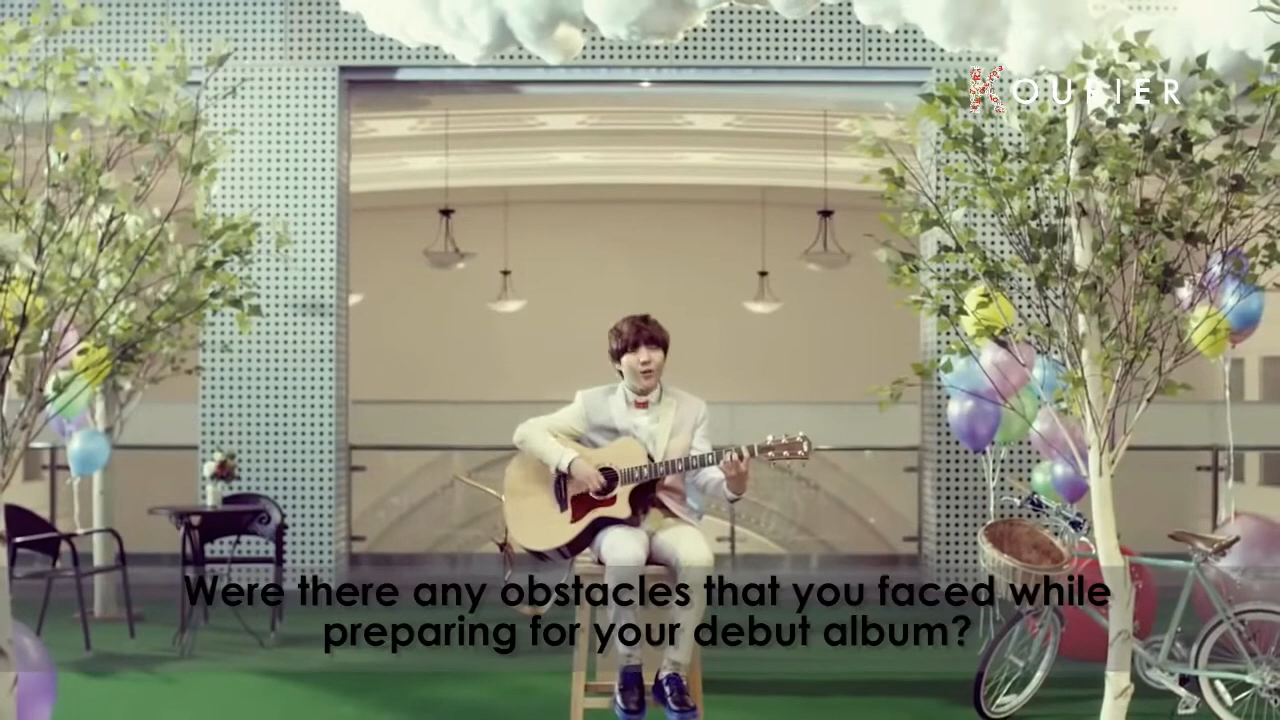 KOURIER
Were there any obstacles that you faced while
preparing for your debut album?